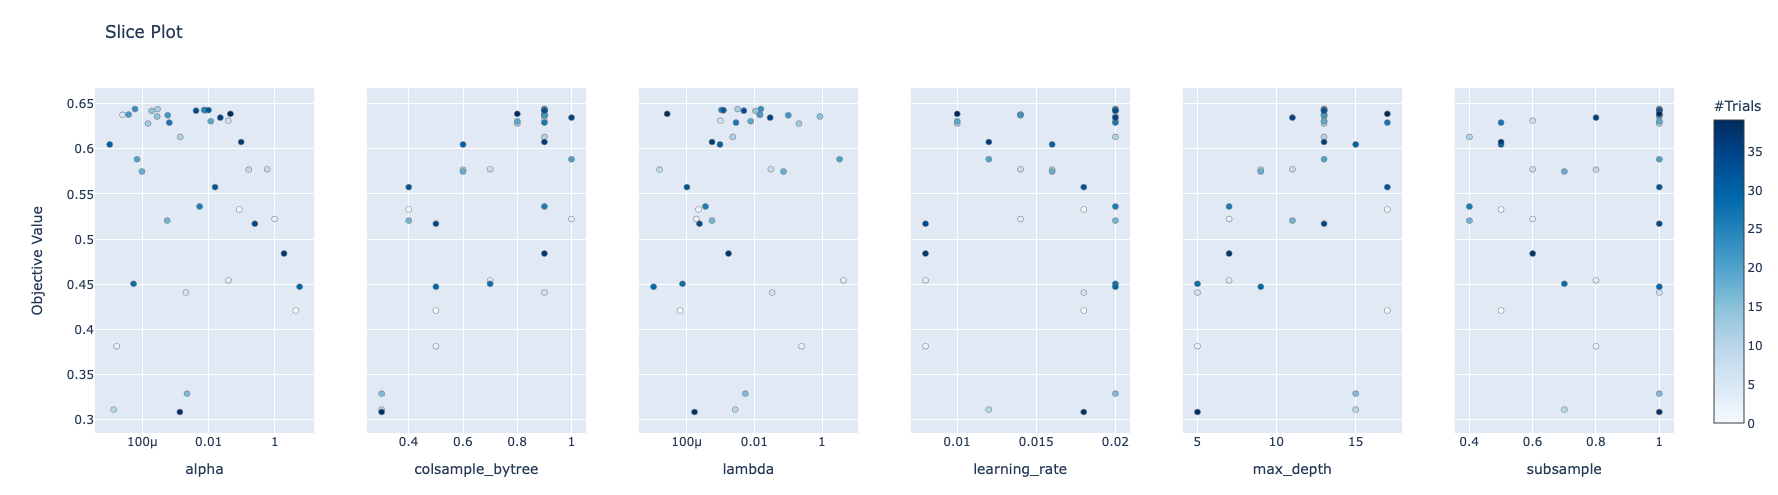 Slice Plot
#Trials
Objective Value
0.65
0.6
0.55
0.5
0.45
0.4
0.35
0.3
100μ 0.01 1
alpha
0.4 0.6 0.8 1
colsample_bytree
100μ 0.01 1
lambda
0.01 0.015 0.02
learning_rate
5 10 15
max_depth
0.4 0.6 0.8 1
subsample
35
30
25
20
15
10
5
0